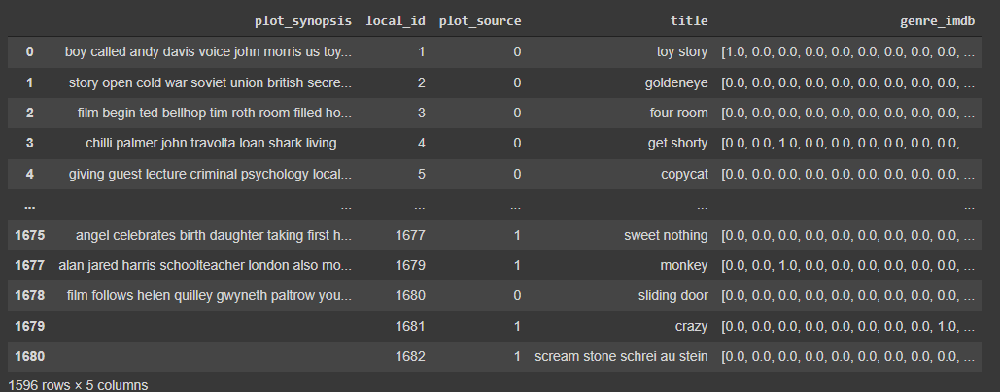 plot_synopsis local_id plot_source title genre_imdb
0 boy called andy davis voice john morris us toy... 1 0 toy story [1.0, 0.0, 0.0, 0.0, 0.0, 0.0, 0.0, 0.0, 0.0, ...
1 story open cold war soviet union british secre... 2 0 goldeneye [0.0, 0.0, 0.0, 0.0, 0.0, 0.0, 0.0, 0.0, 0.0, ...
2 film begin ted bellhop tim roth room filled ho... 3 0 four room [0.0, 0.0, 0.0, 0.0, 0.0, 0.0, 0.0, 0.0, 0.0, ...
3 chilli palmer john travolta loan shark living ... 4 0 get shorty [0.0, 0.0, 1.0, 0.0, 0.0, 0.0, 0.0, 0.0, 0.0, ...
4 giving guest lecture criminal psychology local... 5 0 copycat [0.0, 0.0, 0.0, 0.0, 0.0, 0.0, 0.0, 0.0, 0.0, ...
... ... ... ... ... ...
1675 angel celebrates birth daughter taking first h... 1677 1 sweet nothing [0.0, 0.0, 0.0, 0.0, 0.0, 0.0, 0.0, 0.0, 0.0, ...
1677 alan jared harris schoolteacher london also mo... 1679 1 monkey [0.0, 0.0, 1.0, 0.0, 0.0, 0.0, 0.0, 0.0, 0.0, ...
1678 film follows helen quilley gwyneth paltrow you... 1680 0 sliding door [0.0, 0.0, 0.0, 0.0, 0.0, 0.0, 0.0, 0.0, 0.0, ...
1679 1681 1 crazy [0.0, 0.0, 0.0, 0.0, 0.0, 0.0, 0.0, 0.0, 1.0, ...
1680 1682 1 scream stone schrei au stein [0.0, 0.0, 0.0, 0.0, 0.0, 0.0, 0.0, 0.0, 0.0, ...
1596 rows × 5 columns